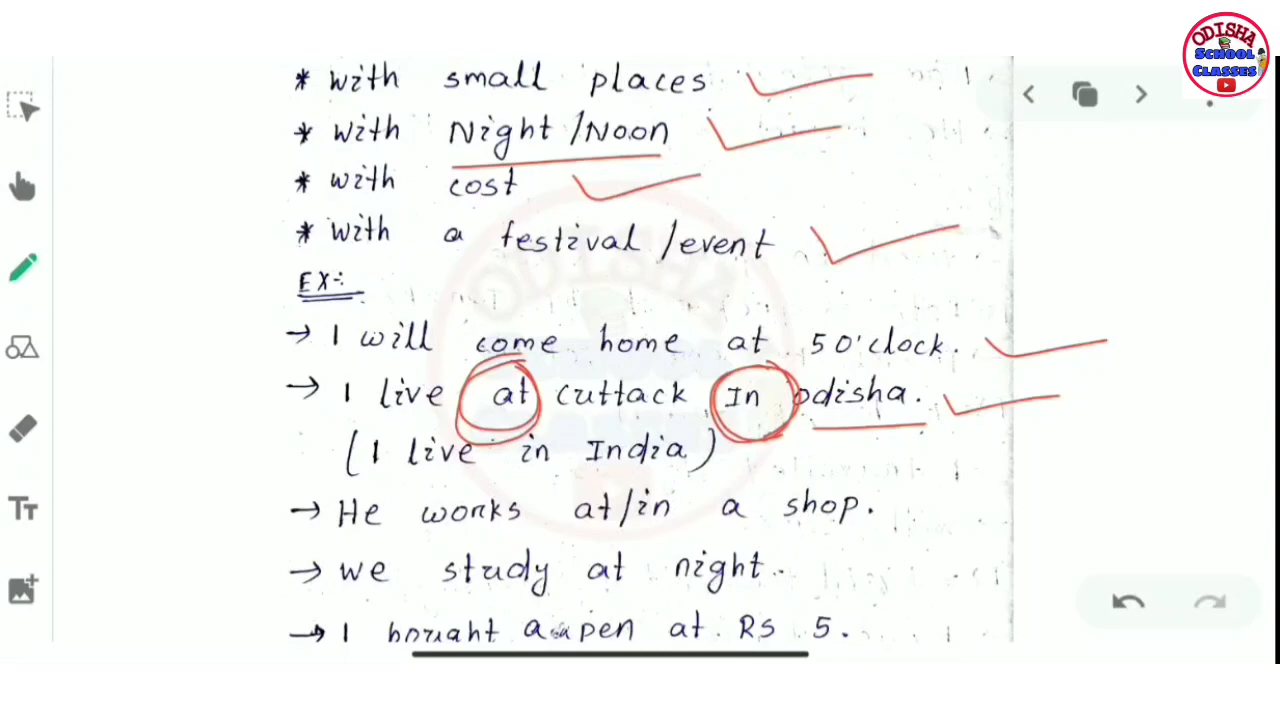 ODISHA
SCHOOL
CLASSES
* with small places
* with Night/Noon
* with cost
* with a festival/event
EX:-
→ I will come home at 5 o'clock.
→ I live at cuttack In odisha.
(I live in India)
→ He works at/in a shop.
→ we study at night.
→ I bought a pen at RS 5.
Tт